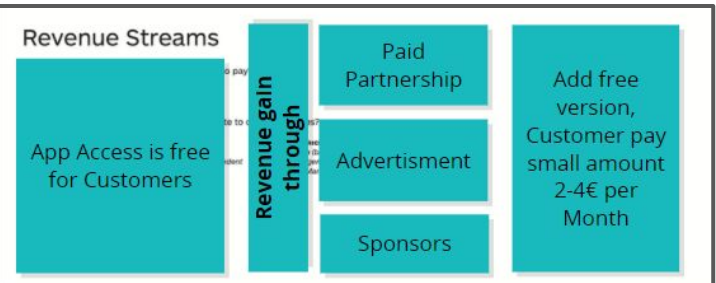 Revenue Streams
App Access is free
for Customers
Revenue gain
through
Paid
Partnership
Advertisment
Sponsors
Add free
version,
Customer pay
small amount
2-4€ per
Month